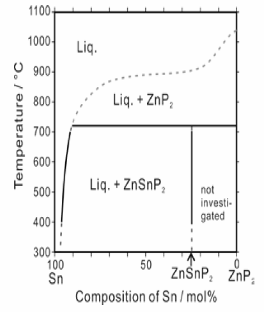 1100
1000
900
800
700
600
500
400
300
Temperature / °C
Liq.
Liq. + ZnP₂
Liq. + ZnSnP₂
not
investi-
gated
100
50
0
Sn
ZnSnP₂
ZnP₂
Composition of Sn / mol%